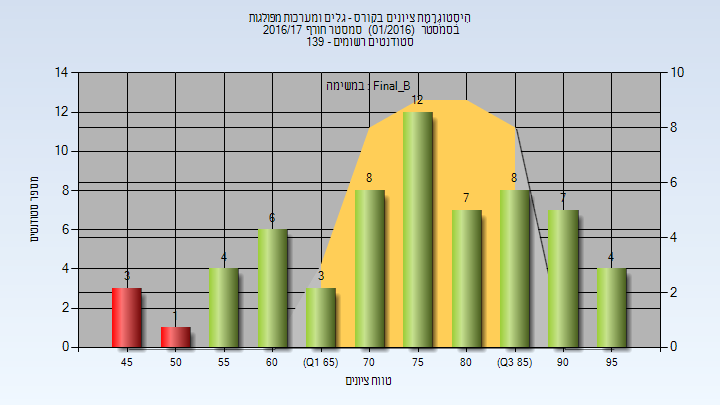 היסטוגרמת ציונים בקורס - גלים ומערכות מפולגות
בסמסטר (01/2016) סמסטר חורף 2016/17
סטודנטים רשומים - 139
במשימה : Final_B
14 12 10 8 6 4 2 0
10 8 6 4 2 0
3 1 4 6 3 8 12 7 8 7 4
מספר סטודנטים
45 50 55 60 (Q1 65) 70 75 80 (Q3 85) 90 95
טווח ציונים